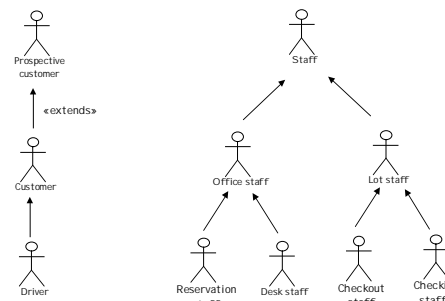 Prospective
customer
Staff
«extends»
Customer
Office staff
Lot staff
Driver
Reservation
Desk staff
Checkout
staff